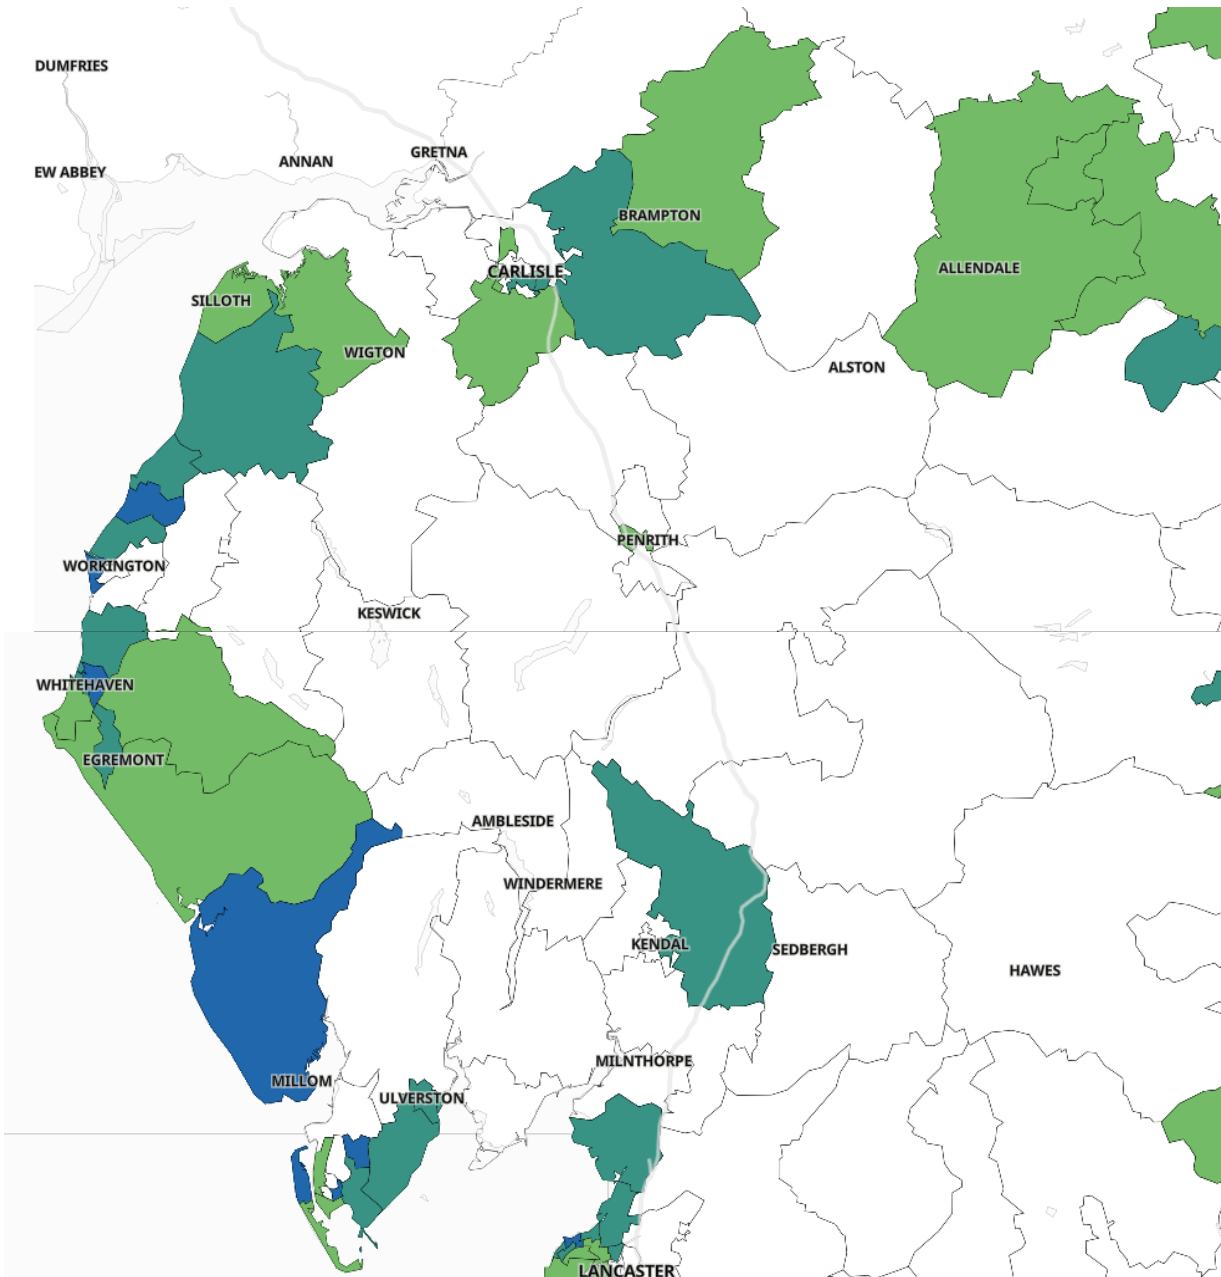 DUMFRIES
GRETNA
ANNAN
EW ABBEY
BRAMPTON
CARLISLE
ALLENDALE
SILLOTH
WIGTON
ALSTON
PENRITH
WORKINGTON
KESWICK
WHITEHAVEN
EGREMONT
AMBLESIDE
WINDERMERE
KENDAL
SEDBERGH
HAWES
MILNTHORPE
MILLOM
ULVERSTON
LANCASTER